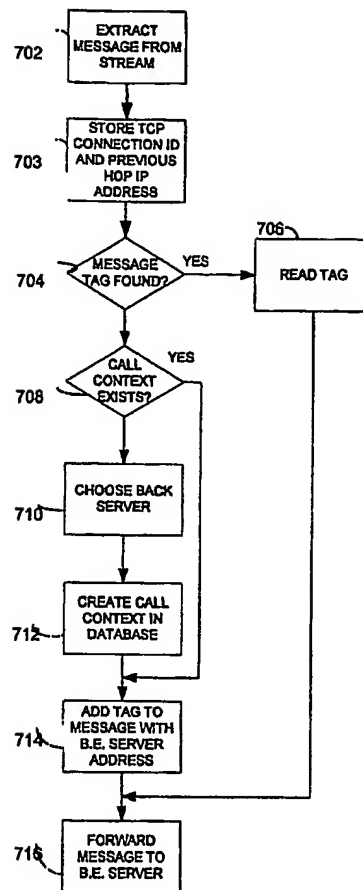 702
EXTRACT
MESSAGE FROM
STREAM
703
STORE TCP
CONNECTION ID
AND PREVIOUS
HOP IP
ADDRESS
704
MESSAGE
TAG FOUND?
YES
706
READ TAG
708
CALL
CONTEXT
EXISTS?
YES
710
CHOOSE BACK
SERVER
712
CREATE CALL
CONTEXT IN
DATABASE
714
ADD TAG TO
MESSAGE WITH
B.E. SERVER
ADDRESS
716
FORWARD
MESSAGE TO
B.E. SERVER